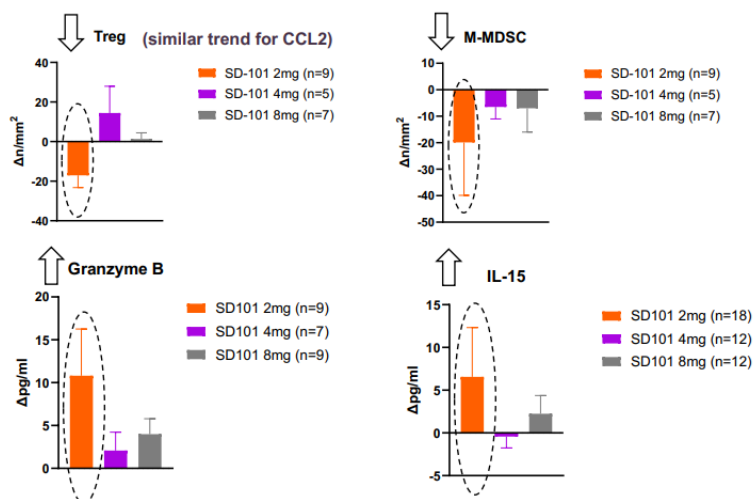 Treg (similar trend for CCL2)
SD-101 2mg (n=9)
SD-101 4mg (n=5)
SD-101 8mg (n=7)
Δn/mm²
40
20
0
-20
-40
M-MDSC
SD-101 2mg (n=9)
SD-101 4mg (n=5)
SD-101 8mg (n=7)
Δn/mm²
10
0
-10
-20
-30
-40
-50
Granzyme B
SD101 2mg (n=9)
SD101 4mg (n=7)
SD101 8mg (n=9)
Δpg/ml
20
15
10
5
0
IL-15
SD101 2mg (n=18)
SD101 4mg (n=12)
SD101 8mg (n=12)
Δpg/ml
15
10
5
0
-5